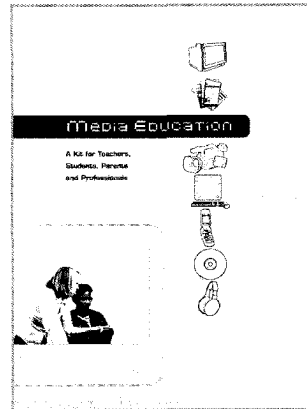 Media Education
A Kit for Teachers,
Students, Parents
and Professionals